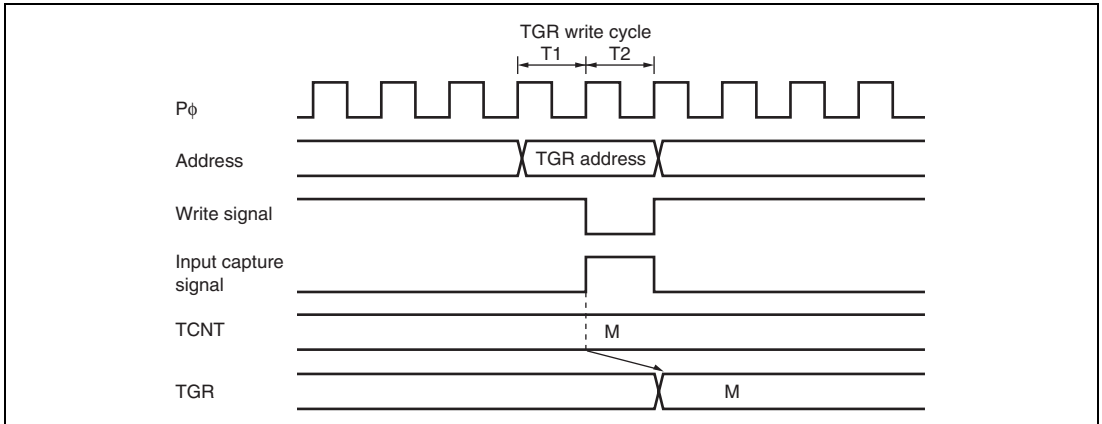 TGR write cycle
T1 T2
Pϕ
Address
TGR address
Write signal
Input capture
signal
TCNT
M
TGR
M